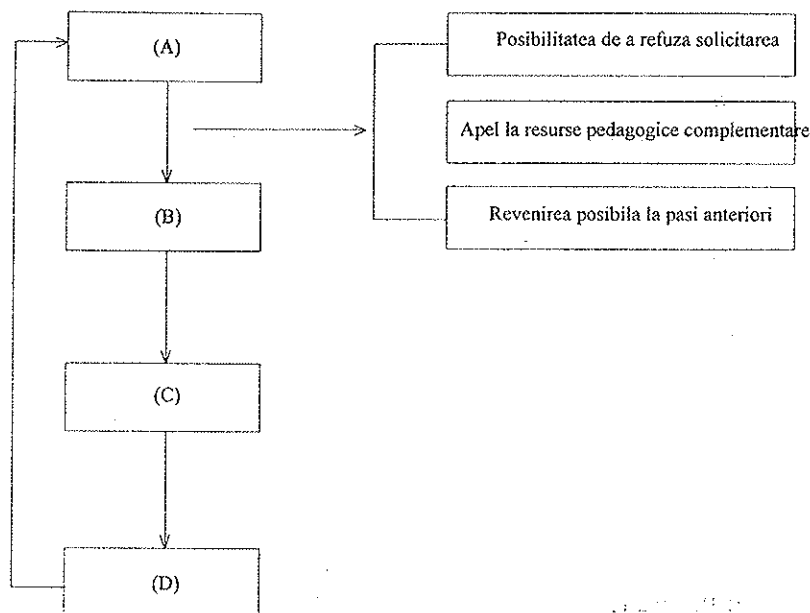 (A)
Posibilitatea de a refuza solicitarea
Apel la resurse pedagogice complementare
(B)
Revenirea posibila la pasi anteriori
(C)
(D)